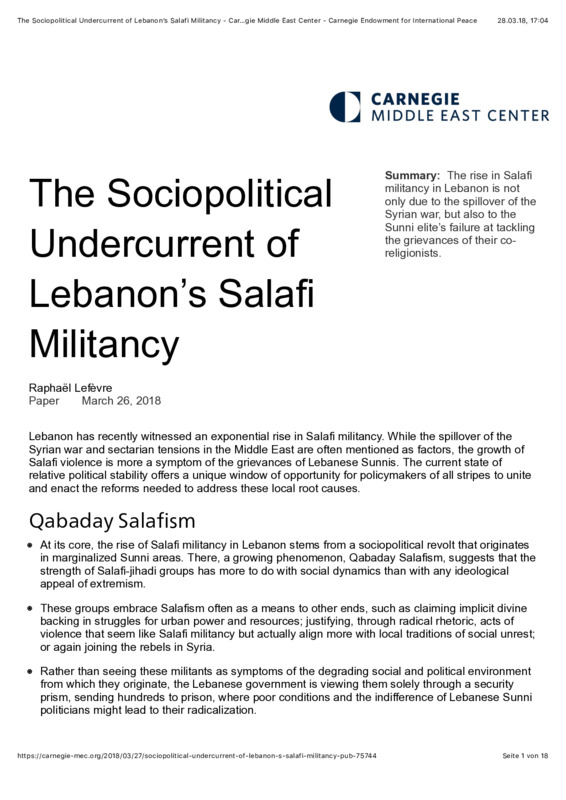 The Sociopolitical Undercurrent of Lebanon's Salafi Militancy - Car...gie Middle East Center - Carnegie Endowment for International Peace 28.03.18, 17:04
CARNEGIE
MIDDLE EAST CENTER
The Sociopolitical
Undercurrent of
Lebanon’s Salafi
Militancy
Summary: The rise in Salafi
militancy in Lebanon is not
only due to the spillover of the
Syrian war, but also to the
Sunni elite’s failure at tackling
the grievances of their co-
religionists.
Raphaël Lefèvre
Paper March 26, 2018
Lebanon has recently witnessed an exponential rise in Salafi militancy. While the spillover of the
Syrian war and sectarian tensions in the Middle East are often mentioned as factors, the growth of
Salafi violence is more a symptom of the grievances of Lebanese Sunnis. The current state of
relative political stability offers a unique window of opportunity for policymakers of all stripes to unite
and enact the reforms needed to address these local root causes.
Qabaday Salafism
• At its core, the rise of Salafi militancy in Lebanon stems from a sociopolitical revolt that originates
in marginalized Sunni areas. There, a growing phenomenon, Qabaday Salafism, suggests that the
strength of Salafi-jihadi groups has more to do with social dynamics than with any ideological
appeal of extremism.
• These groups embrace Salafism often as a means to other ends, such as claiming implicit divine
backing in struggles for urban power and resources; justifying, through radical rhetoric, acts of
violence that seem like Salafi militancy but actually align more with local traditions of social unrest;
or again joining the rebels in Syria.
• Rather than seeing these militants as symptoms of the degrading social and political environment
from which they originate, the Lebanese government is viewing them solely through a security
prism, sending hundreds to prison, where poor conditions and the indifference of Lebanese Sunni
politicians might lead to their radicalization.
https://carnegie-mec.org/2018/03/27/sociopolitical-undercurrent-of-lebanon-s-salafi-militancy-pub-75744 Seite 1 von 18